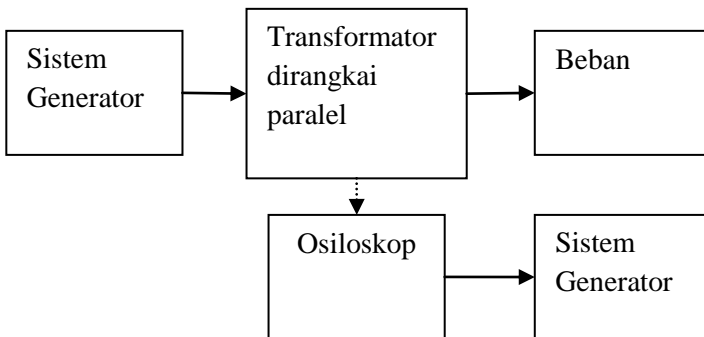 Sistem
Generator
Transformator
dirangkai
paralel
Beban
Osiloskop
Sistem
Generator